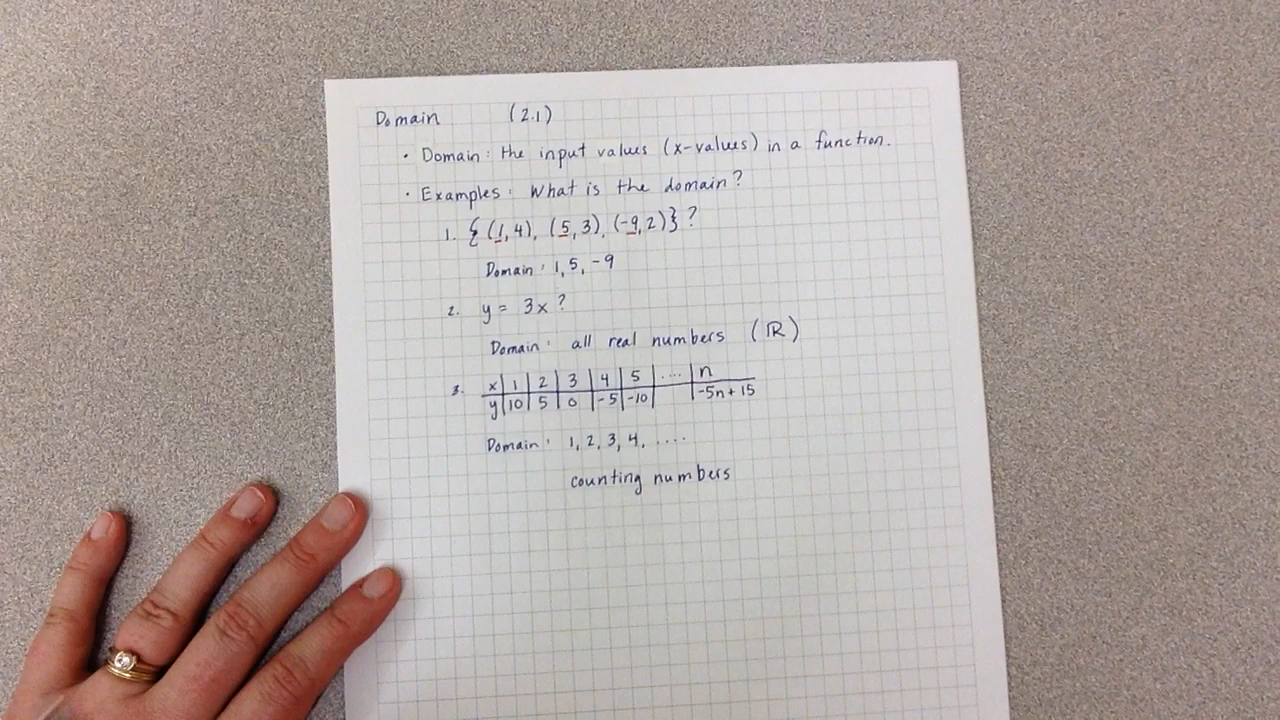 Domain (2.1)
• Domain: the input values (x-values) in a function.
• Examples: What is the domain?
1. {(1,4), (5,3), (-9,2)}?
Domain: 1, 5, -9
2. y = 3x?
Domain: all real numbers (ℝ)
3. x | 1 | 2 | 3 | 4 | 5 | .... | n
y | 10 | 5 | 0 | -5 | -10 | | -5n + 15
Domain: 1, 2, 3, 4, ....
counting numbers